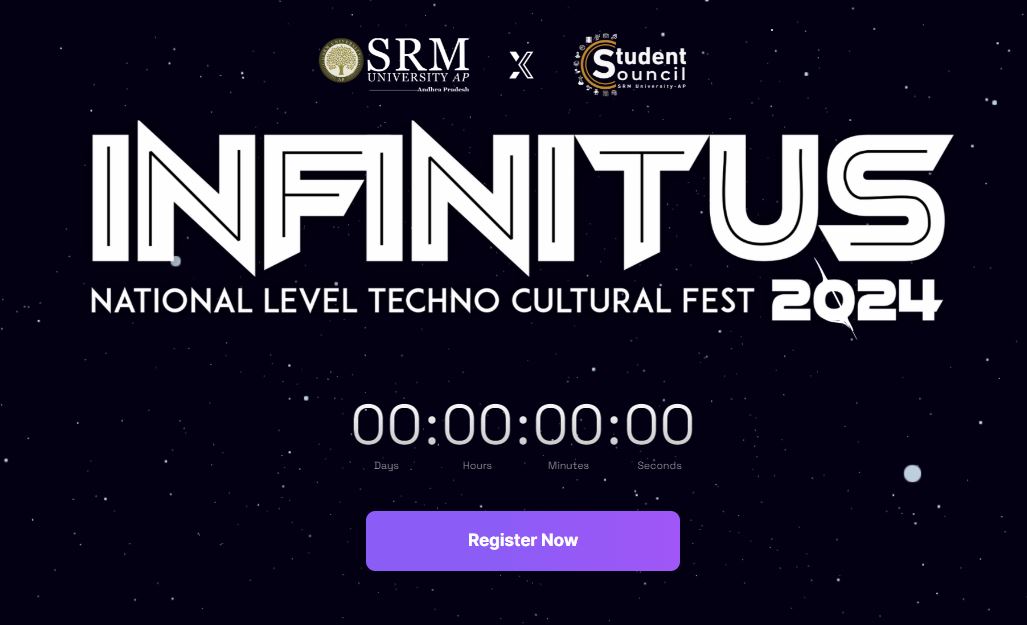 SRM
UNIVERSITY AP
Andhra Pradesh
X
Student
Council
SRM University-AP
INFINITUS
NATIONAL LEVEL TECHNO CULTURAL FEST 2024
00:00:00:00
Days Hours Minutes Seconds
Register Now